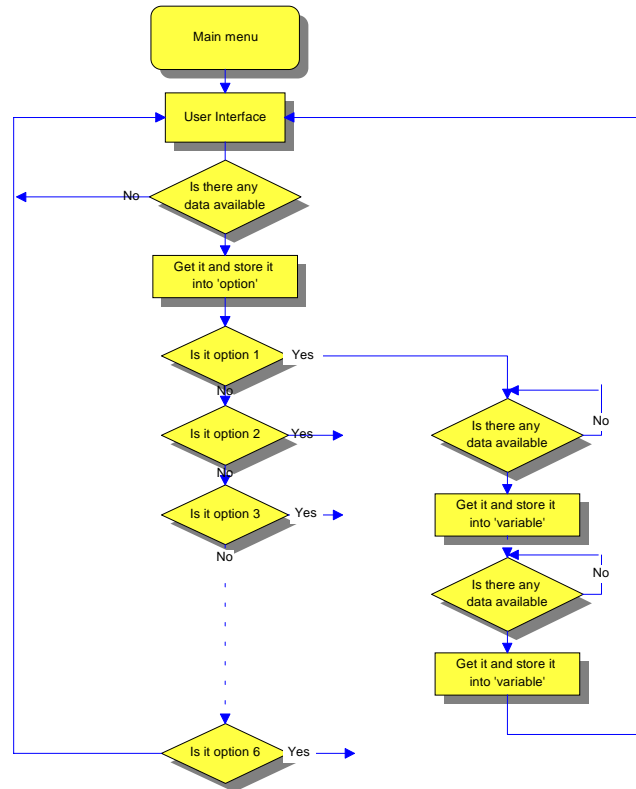 Main menu
User Interface
Is there any
data available
No
Get it and store it
into 'option'
Is it option 1
Yes
No
Is it option 2
Yes
No
Is it option 3
Yes
No
Is it option 6
Yes
Is there any
data available
No
Get it and store it
into 'variable'
Is there any
data available
No
Get it and store it
into 'variable'